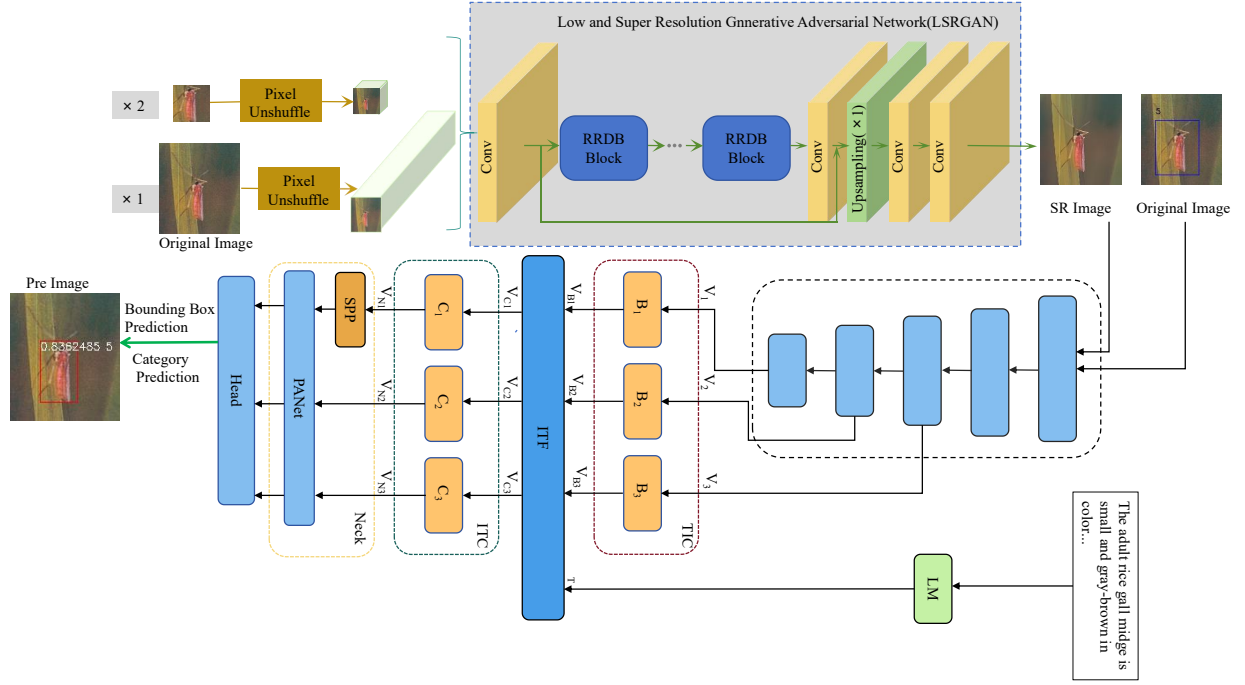 Low and Super Resolution Gnnerative Adversarial Network(LSRGAN)
× 2
Pixel
Unshuffle
× 1
Pixel
Unshuffle
Original Image
Conv
RRDB
Block
RRDB
Block
Conv
Upsampling( × 1)
Conv
Conv
SR Image
5
Original Image
Pre Image
0.8362485 5
Bounding Box
Prediction
Category
Prediction
Head
PANet
SPP
Neck
V_N1
V_N2
V_N3
C_1
C_2
C_3
ITC
V_C1
V_C2
V_C3
ITF
V_B1
V_B2
V_B3
T
B_1
B_2
B_3
TIC
V_1
V_2
V_3
LM
The adult rice gall midge is
small and gray-brown in
color...